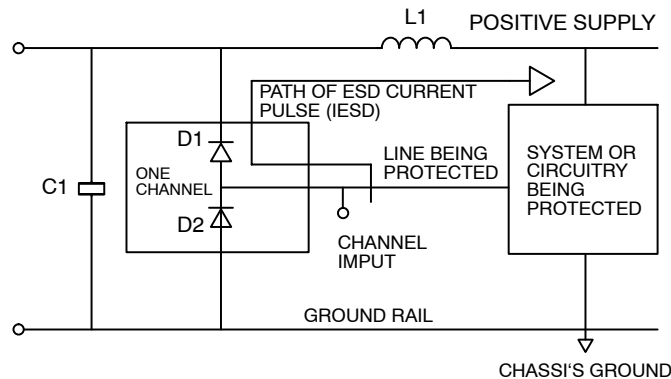 L1
POSITIVE SUPPLY
PATH OF ESD CURRENT
PULSE (IESD)
D1
ONE
CHANNEL
D2
C1
LINE BEING
PROTECTED
SYSTEM OR
CIRCUITRY
BEING
PROTECTED
CHANNEL
IMPUT
GROUND RAIL
CHASSI‘S GROUND